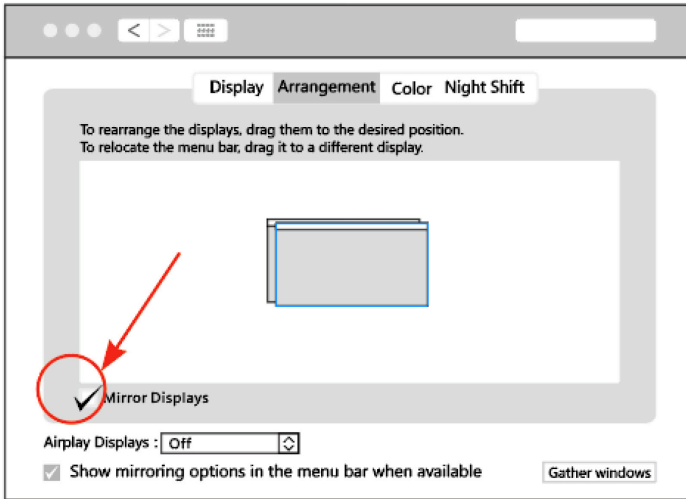 Display Arrangement Color Night Shift
To rearrange the displays, drag them to the desired position.
To relocate the menu bar, drag it to a different display.
Mirror Displays
Airplay Displays : Off
Show mirroring options in the menu bar when available
Gather windows